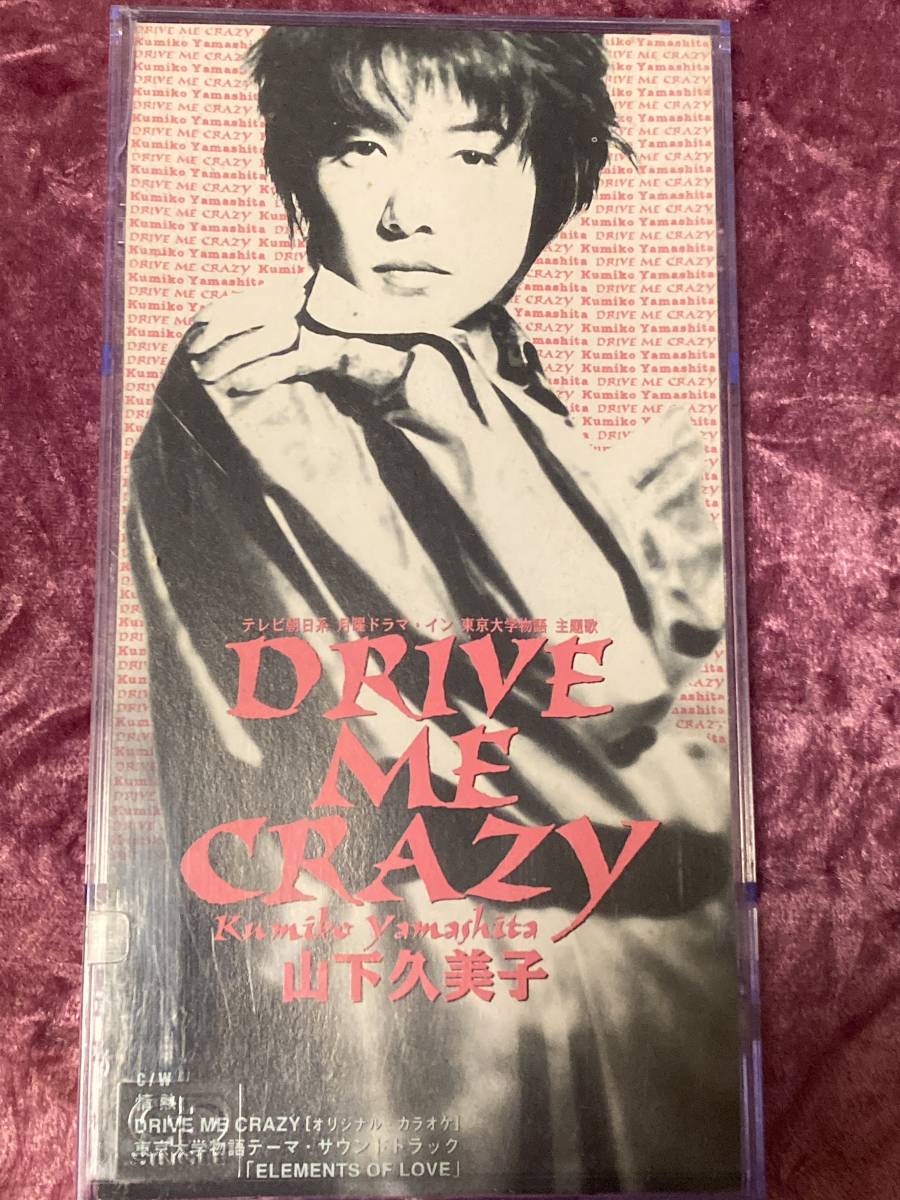 DRIVE ME CRAZY
Kumiko Yamashita
テレビ朝日系 月曜ドラマ・イン 東京大学物語 主題歌
DRIVE
ME
CRAZY
Kumiko Yamashita
山下久美子
C/W
情熱
DRIVE ME CRAZY[オリジナル・カラオケ]
東京大学物語テーマ・サウンドトラック
「ELEMENTS OF LOVE」